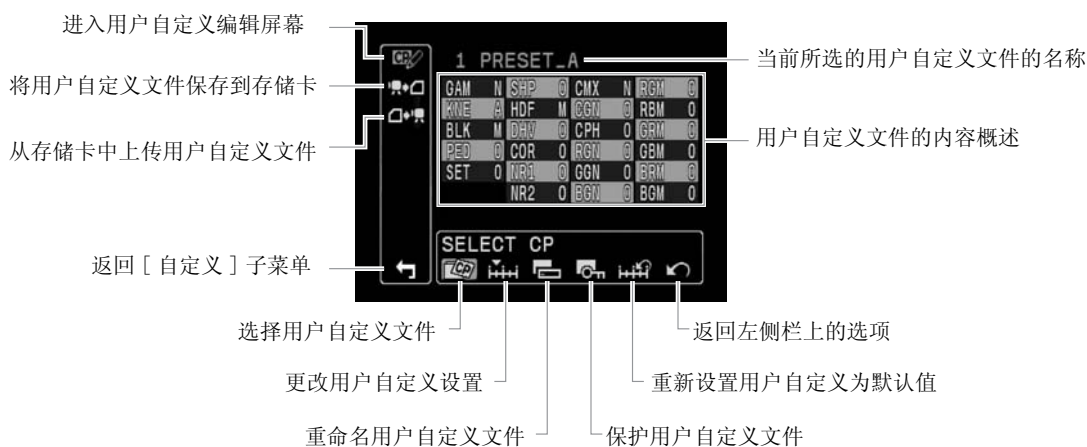 进入用户自定义编辑屏幕
将用户自定义文件保存到存储卡
从存储卡中上传用户自定义文件
返回［自定义］子菜单
CP
1 PRESET_A
当前所选的用户自定义文件的名称
GAM N SHP 0 CMX N RGM 0
KNE A HDF M CGN 0 RBM 0
BLK M DHV 0 CPH 0 GRM 0
PED 0 COR 0 RGN 0 GBM 0
SET 0 NR1 0 GGN 0 BRM 0
NR2 0 BGN 0 BGM 0
用户自定义文件的内容概述
SELECT CP
CP
选择用户自定义文件
返回左侧栏上的选项
更改用户自定义设置
重新设置用户自定义为默认值
重命名用户自定义文件
保护用户自定义文件